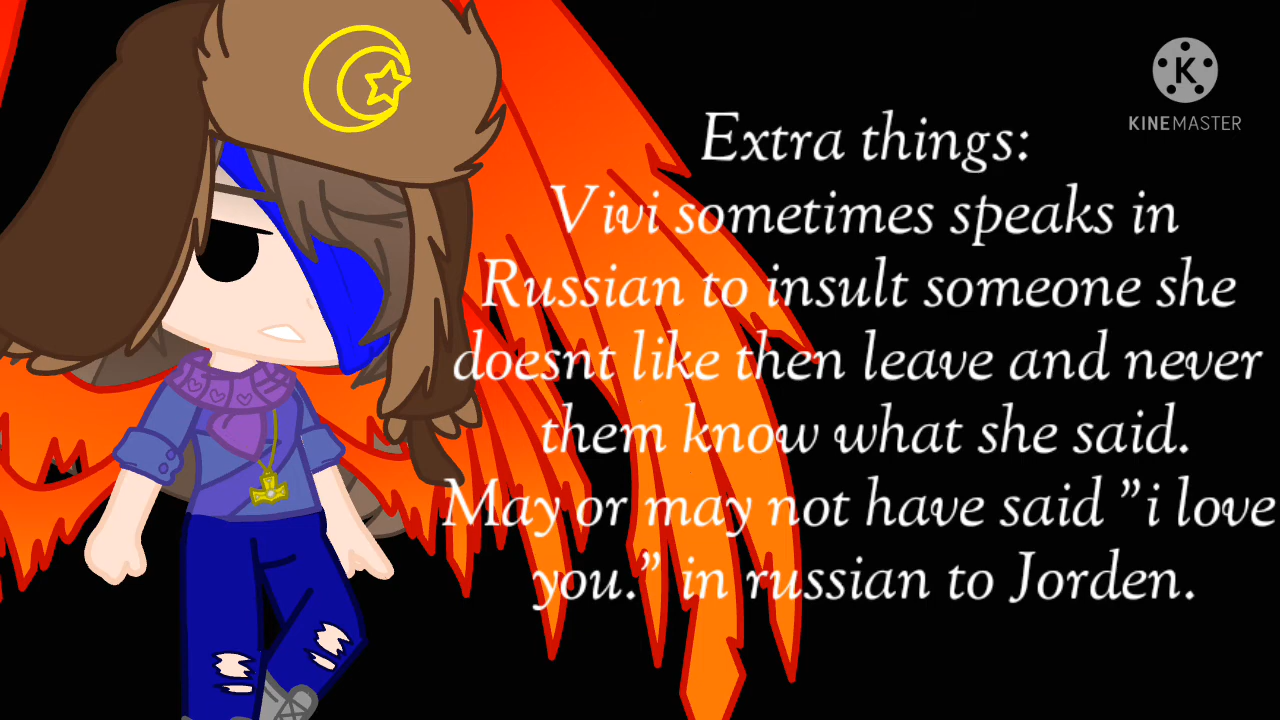 Extra things:
Vivi sometimes speaks in
Russian to insult someone she
doesnt like then leave and never
them know what she said.
May or may not have said ”i love
you.” in russian to Jorden.
K
KINEMASTER